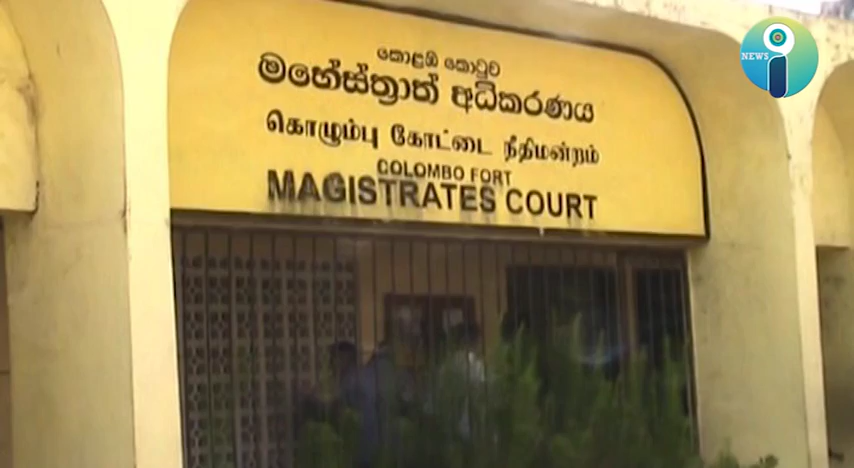 කොළඹ කොටුව
මහේස්ත්‍රාත් අධිකරණය
கொழும்பு கோட்டை நீதிமன்றம்
COLOMBO FORT
MAGISTRATES COURT
NEWS i